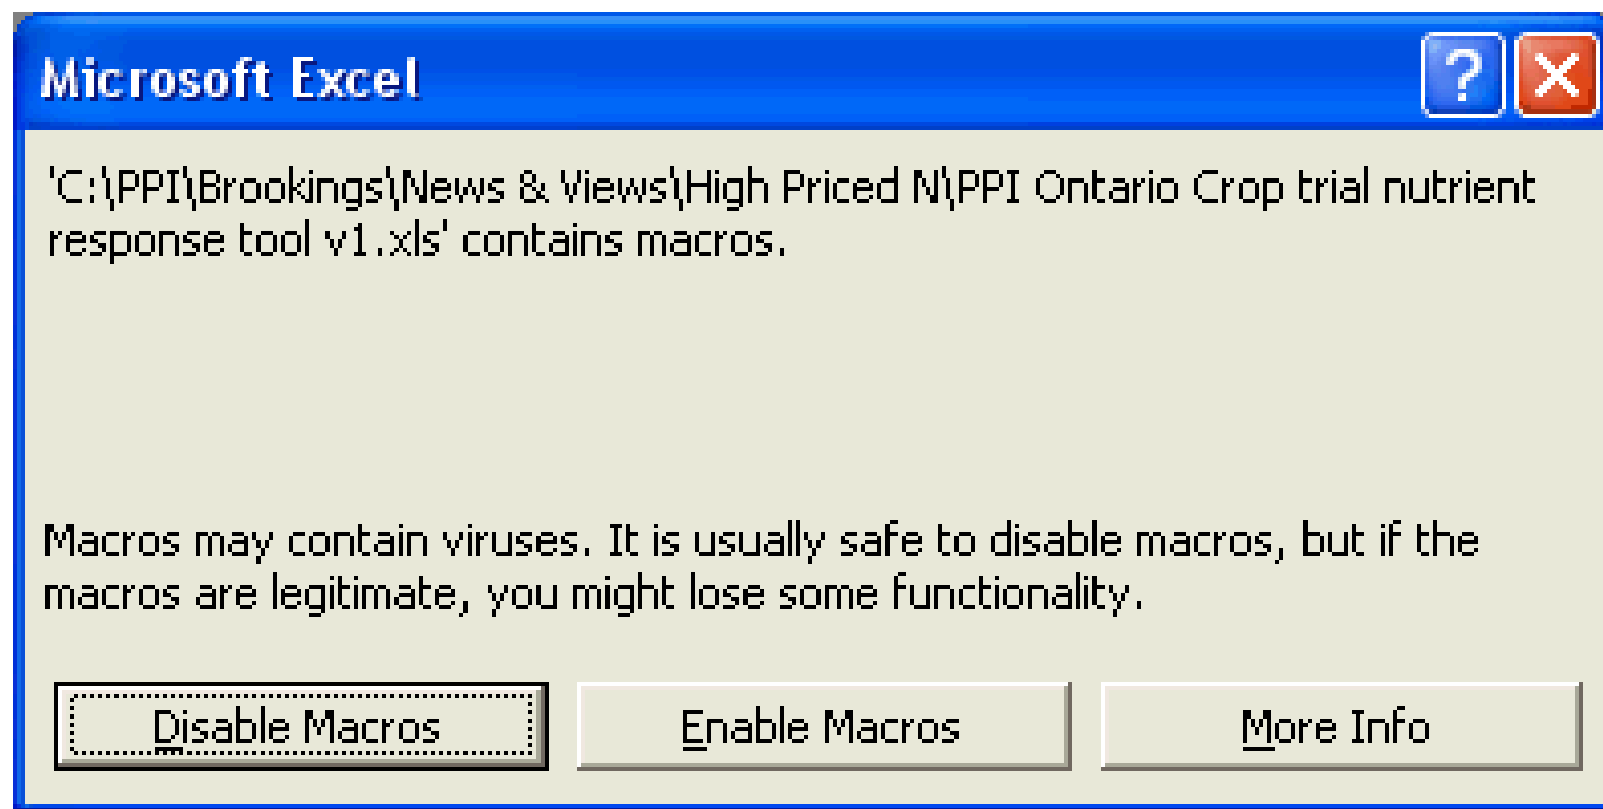 Microsoft Excel
'C:\PPI\Brookings\News & Views\High Priced N\PPI Ontario Crop trial nutrient
response tool v1.xls' contains macros.
Macros may contain viruses. It is usually safe to disable macros, but if the
macros are legitimate, you might lose some functionality.
Disable Macros Enable Macros More Info